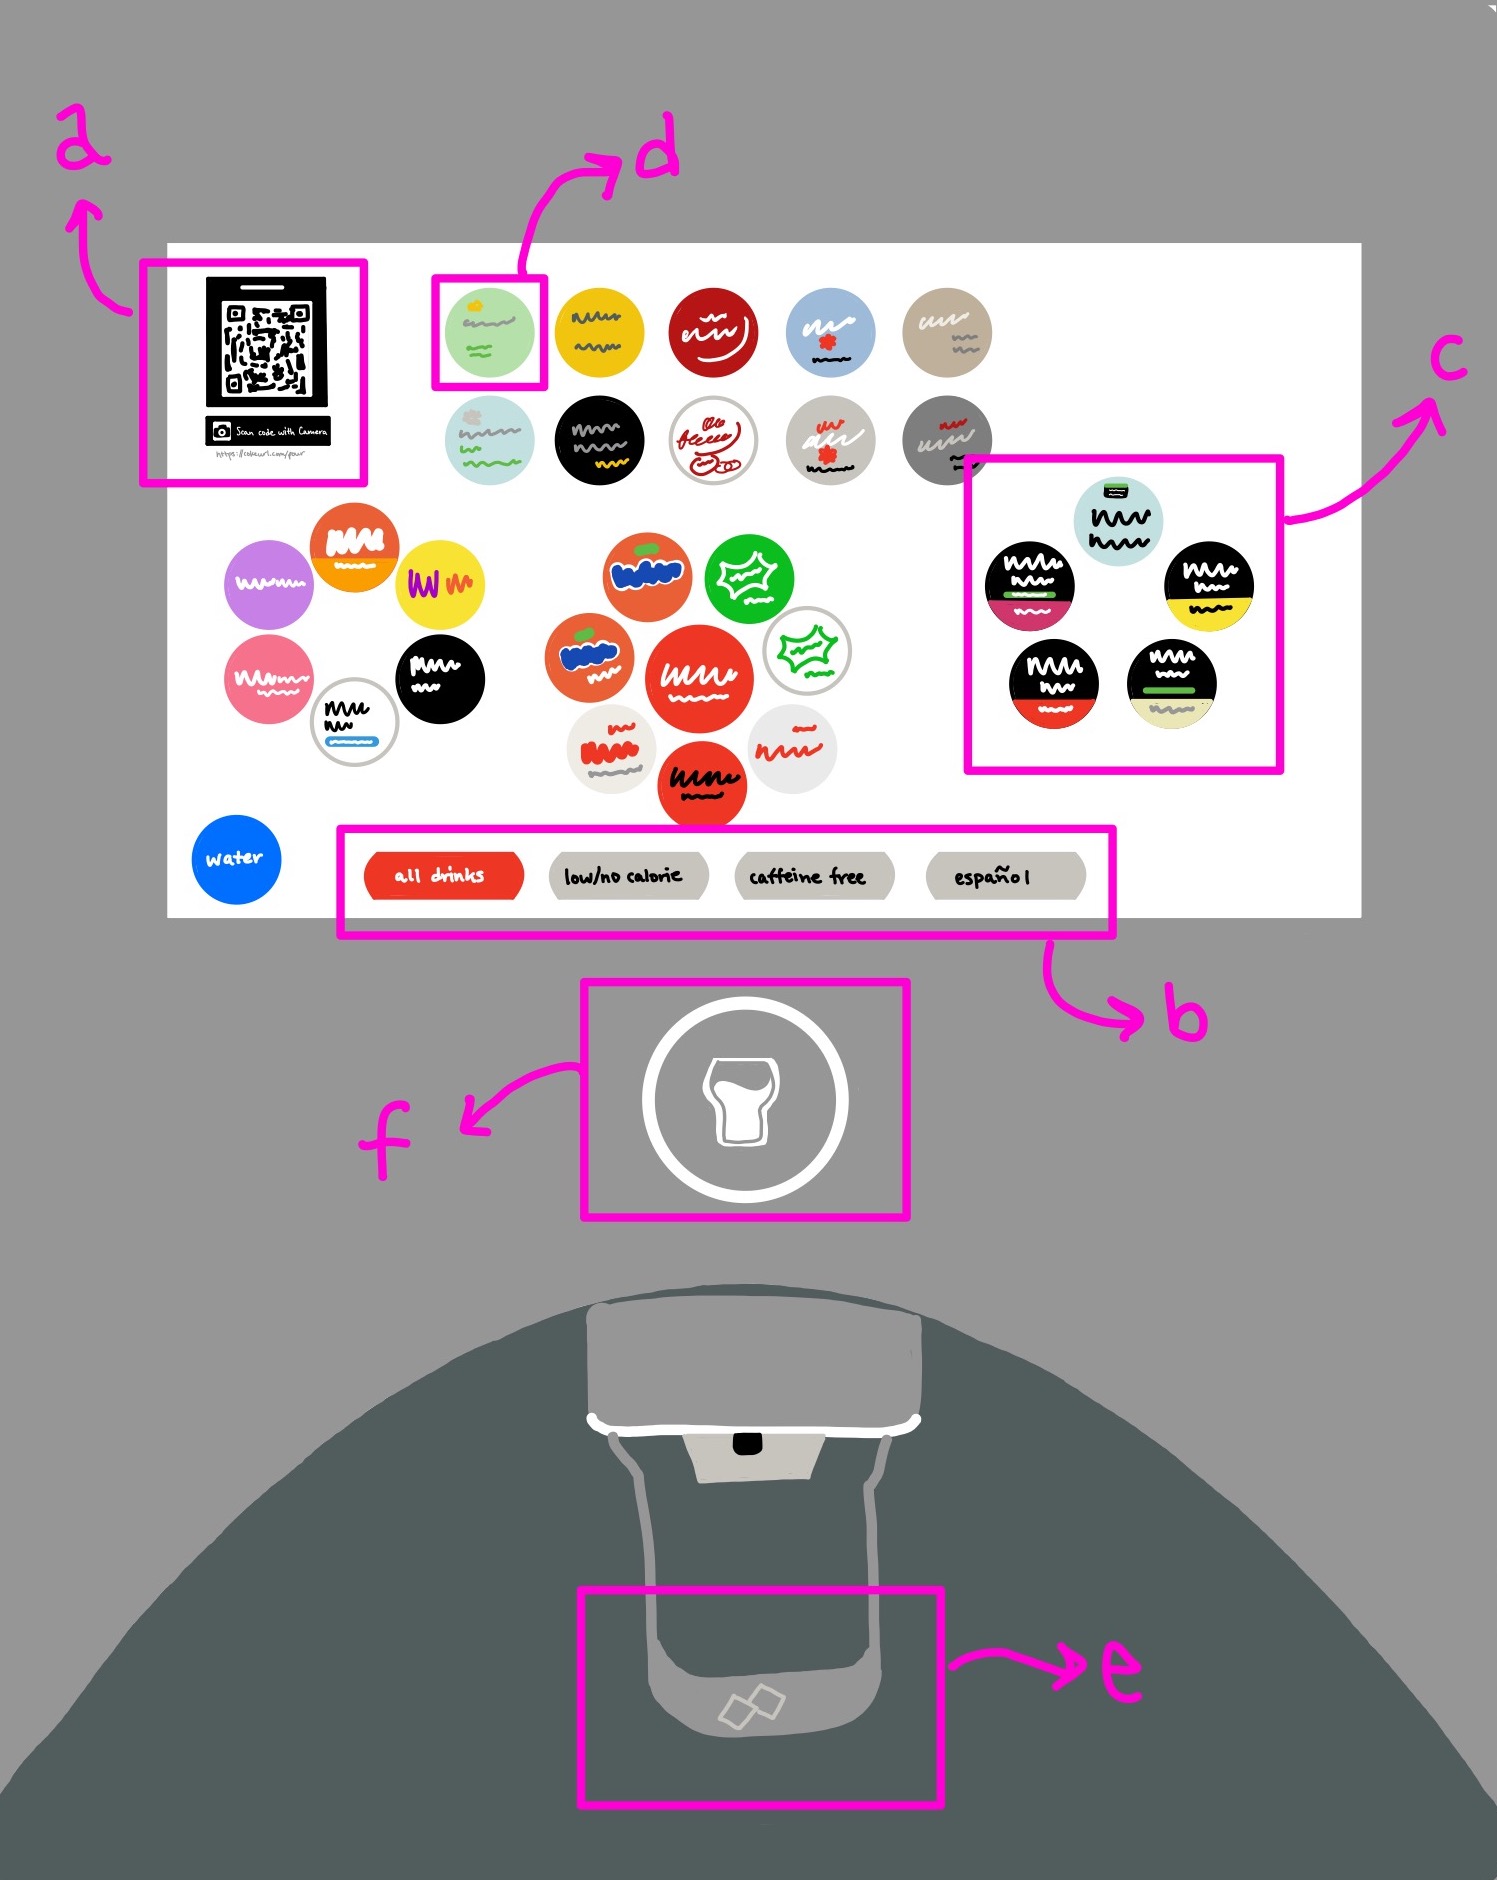 a
d
c
Scan code with Camera
https://cokeurl.com/pour
water
all drinks
low/no calorie
caffeine free
español
b
f
e